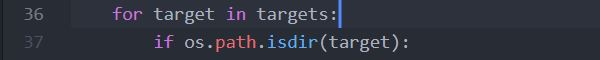 36 for target in targets:
37 if os.path.isdir(target):